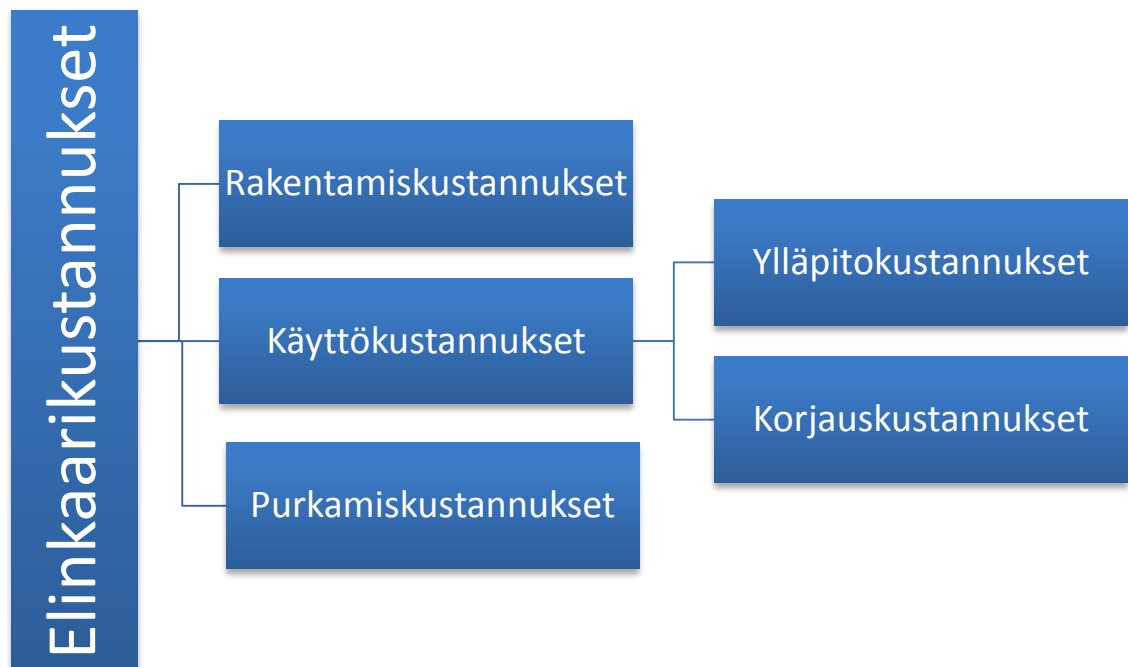 Elinkaarikustannukset
Rakentamiskustannukset
Käyttökustannukset
Purkamiskustannukset
Ylläpitokustannukset
Korjauskustannukset